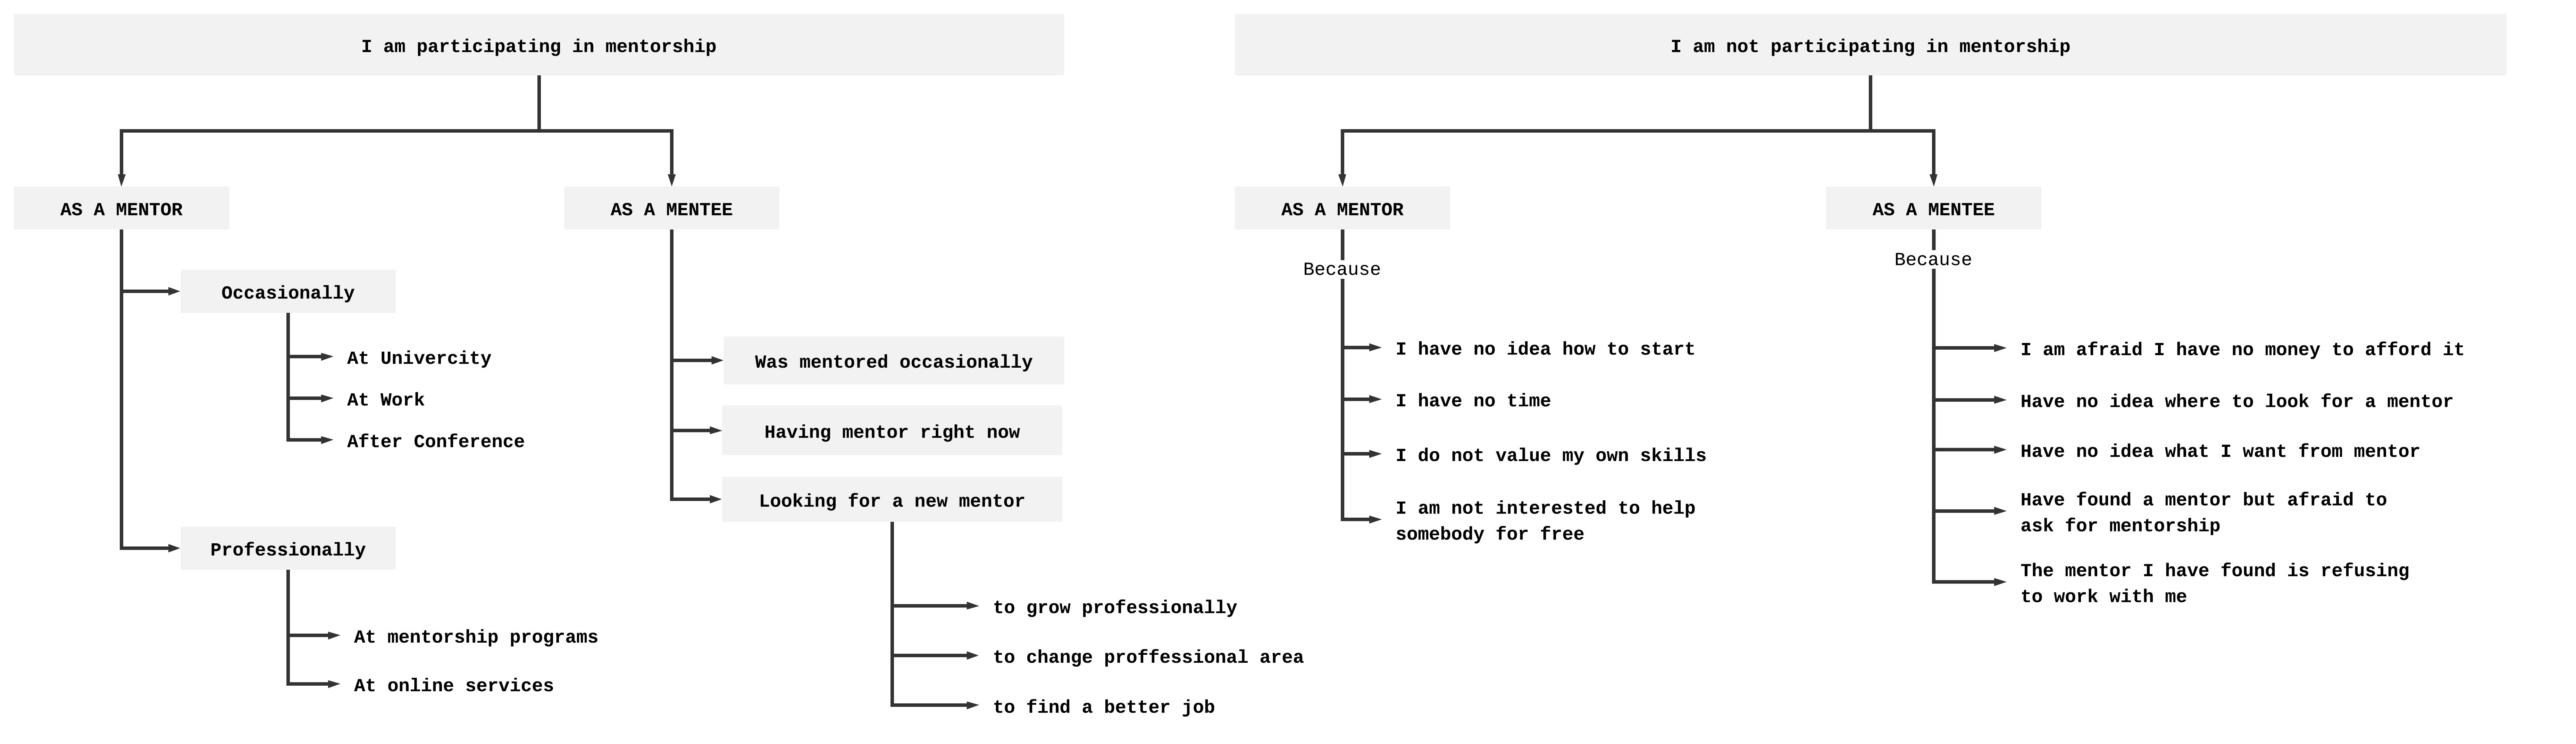 I am participating in mentorship
AS A MENTOR
Occasionally
At Univercity
At Work
After Conference
Professionally
At mentorship programs
At online services
AS A MENTEE
Was mentored occasionally
Having mentor right now
Looking for a new mentor
to grow professionally
to change proffessional area
to find a better job
I am not participating in mentorship
AS A MENTOR
Because
I have no idea how to start
I have no time
I do not value my own skills
I am not interested to help
somebody for free
AS A MENTEE
Because
I am afraid I have no money to afford it
Have no idea where to look for a mentor
Have no idea what I want from mentor
Have found a mentor but afraid to
ask for mentorship
The mentor I have found is refusing
to work with me